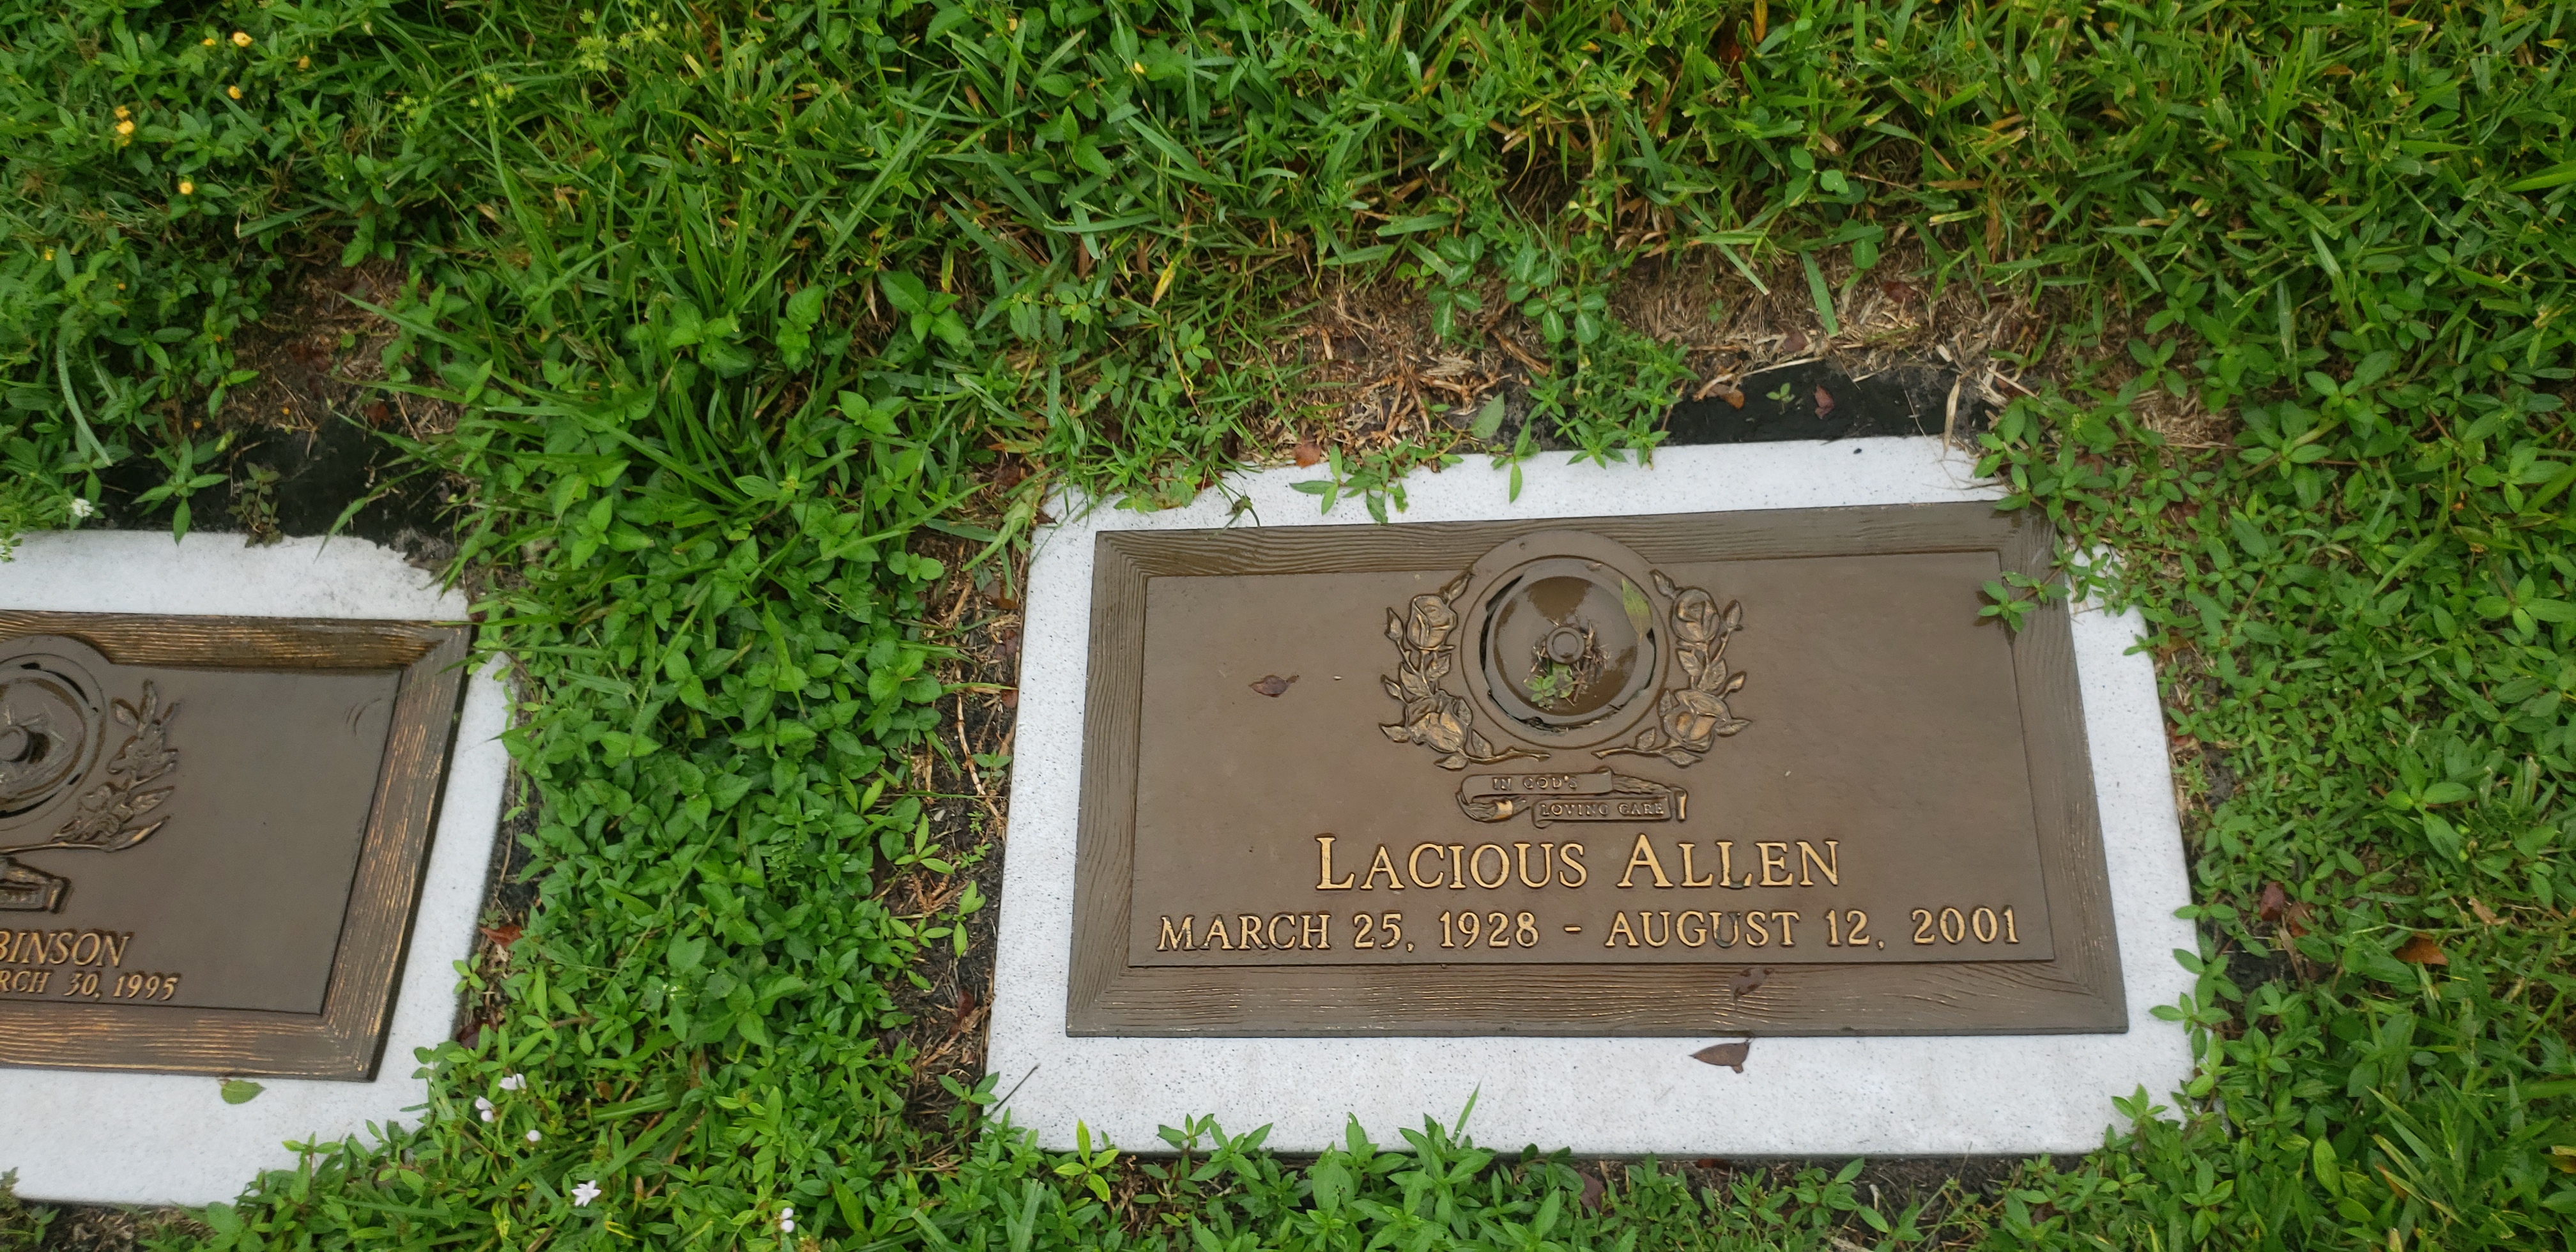 IN GOD'S
LOVING CARE
LACIOUS ALLEN
MARCH 25, 1928 - AUGUST 12, 2001
BINSON
RCH 30, 1995